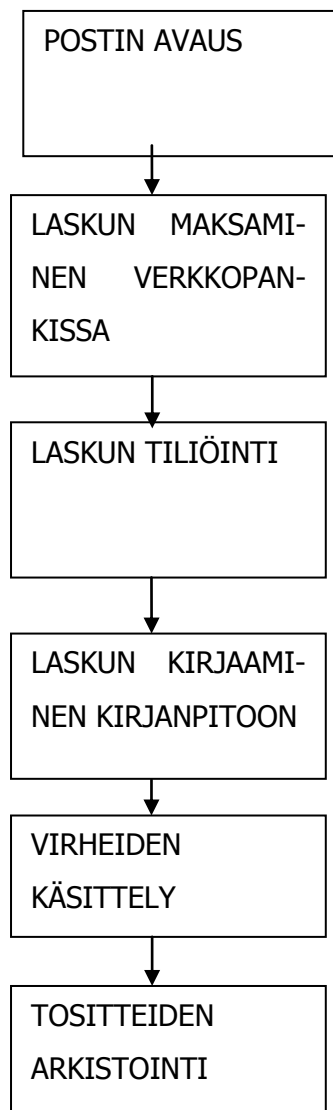 POSTIN AVAUS
LASKUN MAKSAMI-
NEN VERKKOPAN-
KISSA
LASKUN TILIÖINTI
LASKUN KIRJAAMI-
NEN KIRJANPITOON
VIRHEIDEN
KÄSITTELY
TOSITTEIDEN
ARKISTOINTI